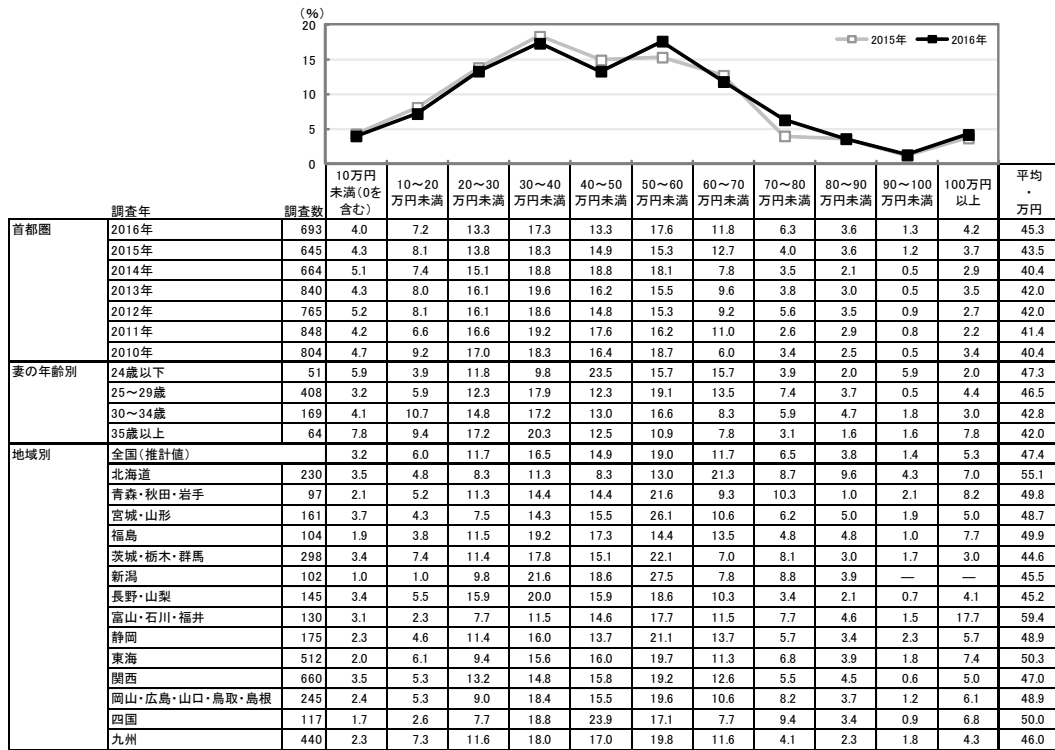 (%)
20
15
10
5
0
2015年 2016年
調査年 調査数 10万円未満(0を含む) 10～20万円未満 20～30万円未満 30～40万円未満 40～50万円未満 50～60万円未満 60～70万円未満 70～80万円未満 80～90万円未満 90～100万円未満 100万円以上 平均・万円
首都圏 2016年 693 4.0 7.2 13.3 17.3 13.3 17.6 11.8 6.3 3.6 1.3 4.2 45.3
2015年 645 4.3 8.1 13.8 18.3 14.9 15.3 12.7 4.0 3.6 1.2 3.7 43.5
2014年 664 5.1 7.4 15.1 18.8 18.8 18.1 7.8 3.5 2.1 0.5 2.9 40.4
2013年 840 4.3 8.0 16.1 19.6 16.2 15.5 9.6 3.8 3.0 0.5 3.5 42.0
2012年 765 5.2 8.1 16.1 18.6 14.8 15.3 9.2 5.6 3.5 0.9 2.7 42.0
2011年 848 4.2 6.6 16.6 19.2 17.6 16.2 11.0 2.6 2.9 0.8 2.2 41.4
2010年 804 4.7 9.2 17.0 18.3 16.4 18.7 6.0 3.4 2.5 0.5 3.4 40.4
妻の年齢別 24歳以下 51 5.9 3.9 11.8 9.8 23.5 15.7 15.7 3.9 2.0 5.9 2.0 47.3
25～29歳 408 3.2 5.9 12.3 17.9 12.3 19.1 13.5 7.4 3.7 0.5 4.4 46.5
30～34歳 169 4.1 10.7 14.8 17.2 13.0 16.6 8.3 5.9 4.7 1.8 3.0 42.8
35歳以上 64 7.8 9.4 17.2 20.3 12.5 10.9 7.8 3.1 1.6 1.6 7.8 42.0
地域別 全国(推計値) 3.2 6.0 11.7 16.5 14.9 19.0 11.7 6.5 3.8 1.4 5.3 47.4
北海道 230 3.5 4.8 8.3 11.3 8.3 13.0 21.3 8.7 9.6 4.3 7.0 55.1
青森・秋田・岩手 97 2.1 5.2 11.3 14.4 14.4 21.6 9.3 10.3 1.0 2.1 8.2 49.8
宮城・山形 161 3.7 4.3 7.5 14.3 15.5 26.1 10.6 6.2 5.0 1.9 5.0 48.7
福島 104 1.9 3.8 11.5 19.2 17.3 14.4 13.5 4.8 4.8 1.0 7.7 49.9
茨城・栃木・群馬 298 3.4 7.4 11.4 17.8 15.1 22.1 7.0 8.1 3.0 1.7 3.0 44.6
新潟 102 1.0 1.0 9.8 21.6 18.6 27.5 7.8 8.8 3.9 ― ― 45.5
長野・山梨 145 3.4 5.5 15.9 20.0 15.9 18.6 10.3 3.4 2.1 0.7 4.1 45.2
富山・石川・福井 130 3.1 2.3 7.7 11.5 14.6 17.7 11.5 7.7 4.6 1.5 17.7 59.4
静岡 175 2.3 4.6 11.4 16.0 13.7 21.1 13.7 5.7 3.4 2.3 5.7 48.9
東海 512 2.0 6.1 9.4 15.6 16.0 19.7 11.3 6.8 3.9 1.8 7.4 50.3
関西 660 3.5 5.3 13.2 14.8 15.8 19.2 12.6 5.5 4.5 0.6 5.0 47.0
岡山・広島・山口・鳥取・島根 245 2.4 5.3 9.0 18.4 15.5 19.6 10.6 8.2 3.7 1.2 6.1 48.9
四国 117 1.7 2.6 7.7 18.8 23.9 17.1 7.7 9.4 3.4 0.9 6.8 50.0
九州 440 2.3 7.3 11.6 18.0 17.0 19.8 11.6 4.1 2.3 1.8 4.3 46.0